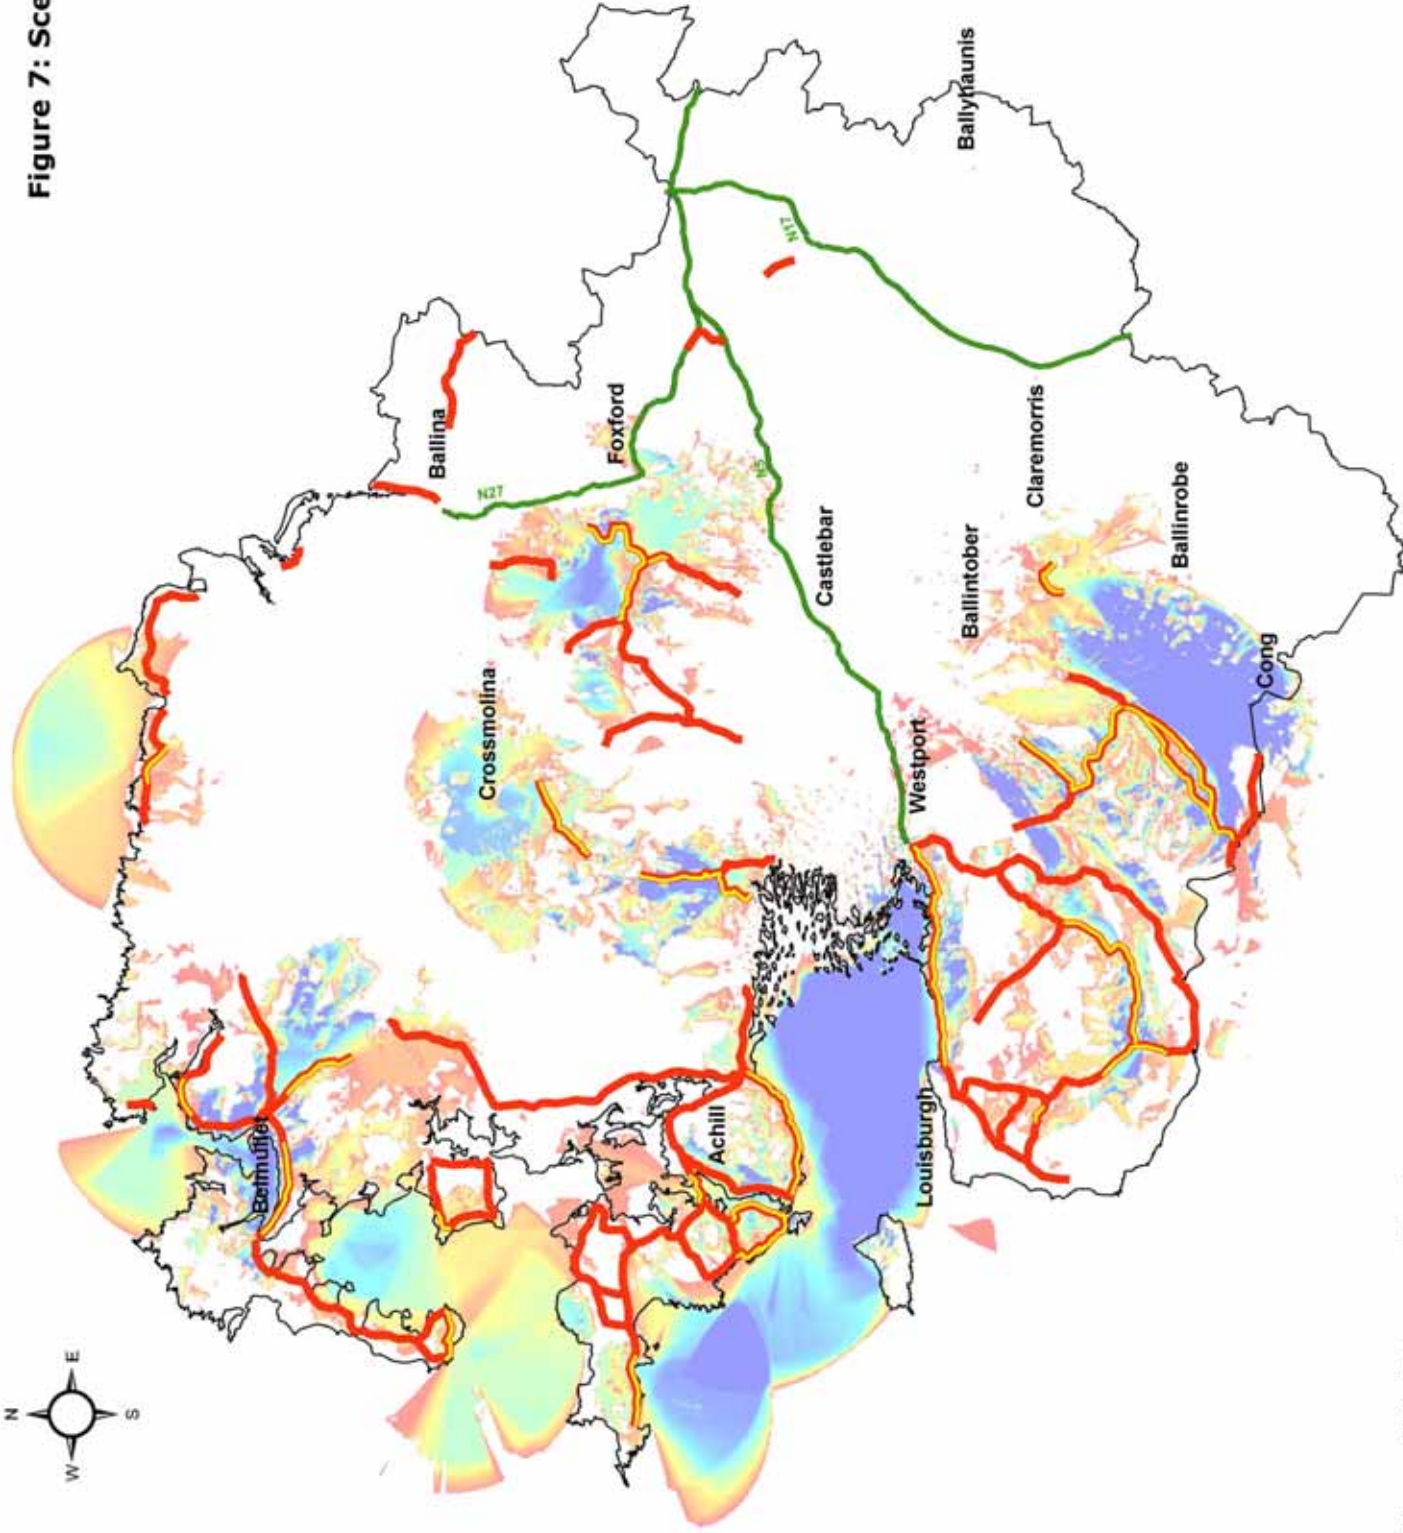 Figure 7: Sce
N
W
E
S
Ballyhaunis
N17
Ballina
Foxford
N27
N5
Claremorris
Ballinrobe
Castlebar
Ballintober
Cong
Crossmolina
Westport
Belmullet
Achill
Louisburgh